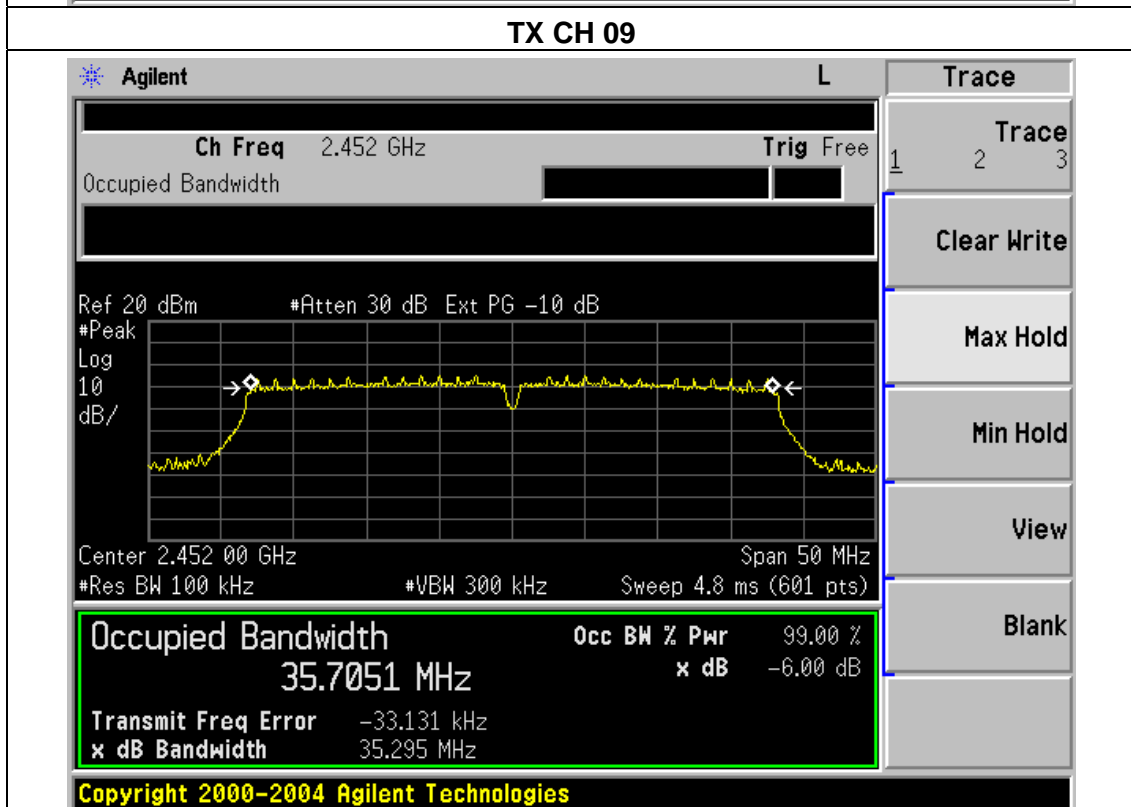 TX CH 09
Agilent L Trace
Ch Freq 2.452 GHz Trig Free
Occupied Bandwidth
Trace
1 2 3
Clear Write
Max Hold
Min Hold
View
Blank
Ref 20 dBm #Atten 30 dB Ext PG -10 dB
#Peak
Log
10
dB/
Center 2.452 00 GHz Span 50 MHz
#Res BW 100 kHz #VBW 300 kHz Sweep 4.8 ms (601 pts)
Occupied Bandwidth Occ BW % Pwr 99.00 %
35.7051 MHz x dB -6.00 dB
Transmit Freq Error -33.131 kHz
x dB Bandwidth 35.295 MHz
Copyright 2000-2004 Agilent Technologies